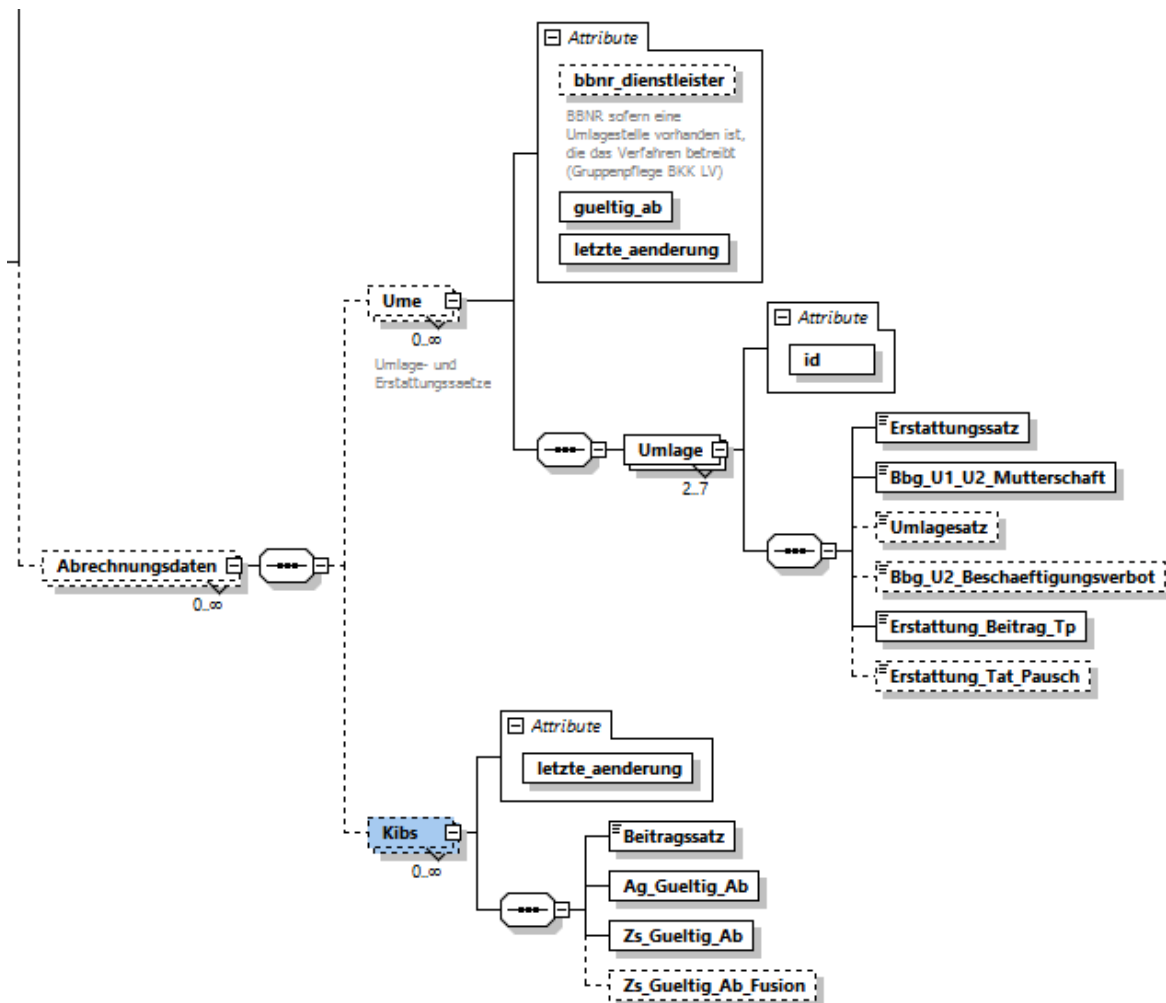 Attribute
bbnr_dienstleister
BBNR sofern eine
Umlagestelle vorhanden ist,
die das Verfahren betreibt
(Gruppenpflege BKK LV)
gueltig_ab
letzte_aenderung
Ume
0..∞
Umlage- und
Erstattungssaetze
Attribute
id
Umlage
2..7
Erstattungssatz
Bbg_U1_U2_Mutterschaft
Umlagesatz
Bbg_U2_Beschaeftigungsverbot
Erstattung_Beitrag_Tp
Erstattung_Tat_Pausch
Abrechnungsdaten
0..∞
Attribute
letzte_aenderung
Kibs
0..∞
Beitragssatz
Ag_Gueltig_Ab
Zs_Gueltig_Ab
Zs_Gueltig_Ab_Fusion